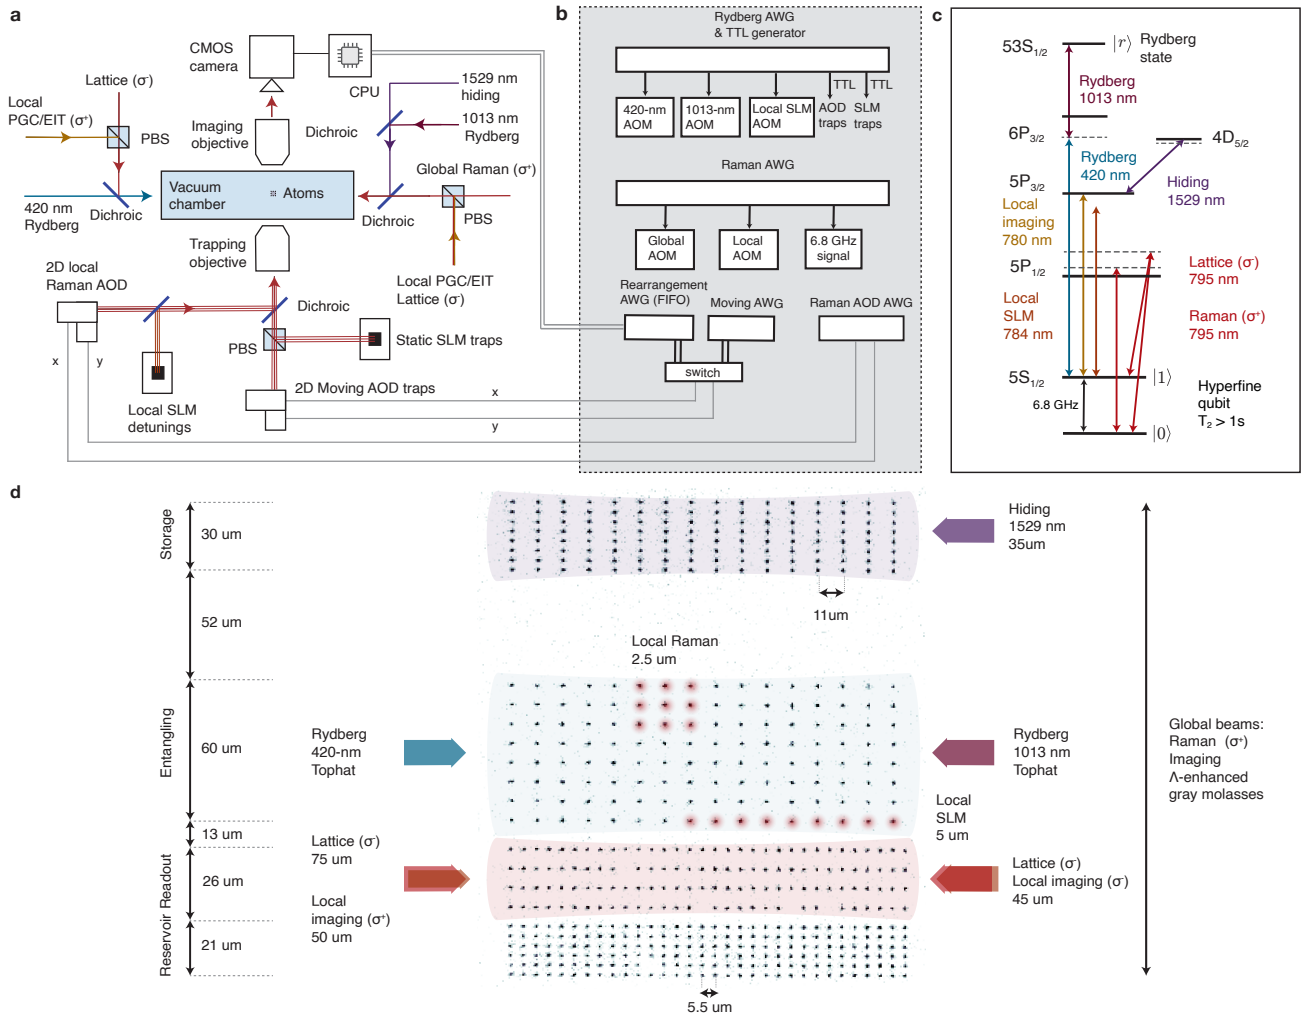 a
CMOS
camera
CPU
Lattice (σ-)
Local
PGC/EIT (σ+)
PBS
Imaging
objective
Dichroic
1529 nm
hiding
1013 nm
Rydberg
Global Raman (σ+)
Vacuum
chamber
Atoms
420 nm
Rydberg
Dichroic
Dichroic
PBS
Trapping
objective
2D local
Raman AOD
Local PGC/EIT
Lattice (σ-)
Dichroic
PBS
Static SLM traps
x
y
Local SLM
detunings
2D Moving AOD traps
x
y
b
Rydberg AWG
& TTL generator
TTL
TTL
420-nm
AOM
1013-nm
AOM
Local SLM
AOM
AOD
traps
SLM
traps
Raman AWG
Global
AOM
Local
AOM
6.8 GHz
signal
Rearrangement
AWG (FIFO)
Moving AWG
Raman AOD AWG
switch
c
53S1/2
|r⟩
Rydberg
state
Rydberg
1013 nm
6P3/2
4D5/2
Rydberg
420 nm
5P3/2
Hiding
1529 nm
Local
imaging
780 nm
5P1/2
Lattice (σ-)
795 nm
Local
SLM
784 nm
Raman (σ+)
795 nm
5S1/2
|1⟩
6.8 GHz
Hyperfine
qubit
T2 > 1s
|0⟩
d
Storage
30 um
Hiding
1529 nm
35um
11um
52 um
Local Raman
2.5 um
Entangling
60 um
Rydberg
420-nm
Tophat
Rydberg
1013 nm
Tophat
Global beams:
Raman (σ+)
Imaging
Λ-enhanced
gray molasses
Local
SLM
5 um
13 um
Lattice (σ-)
75 um
Readout
26 um
Lattice (σ-)
Local imaging (σ-)
45 um
Local
imaging (σ+)
50 um
Reservoir
21 um
5.5 um